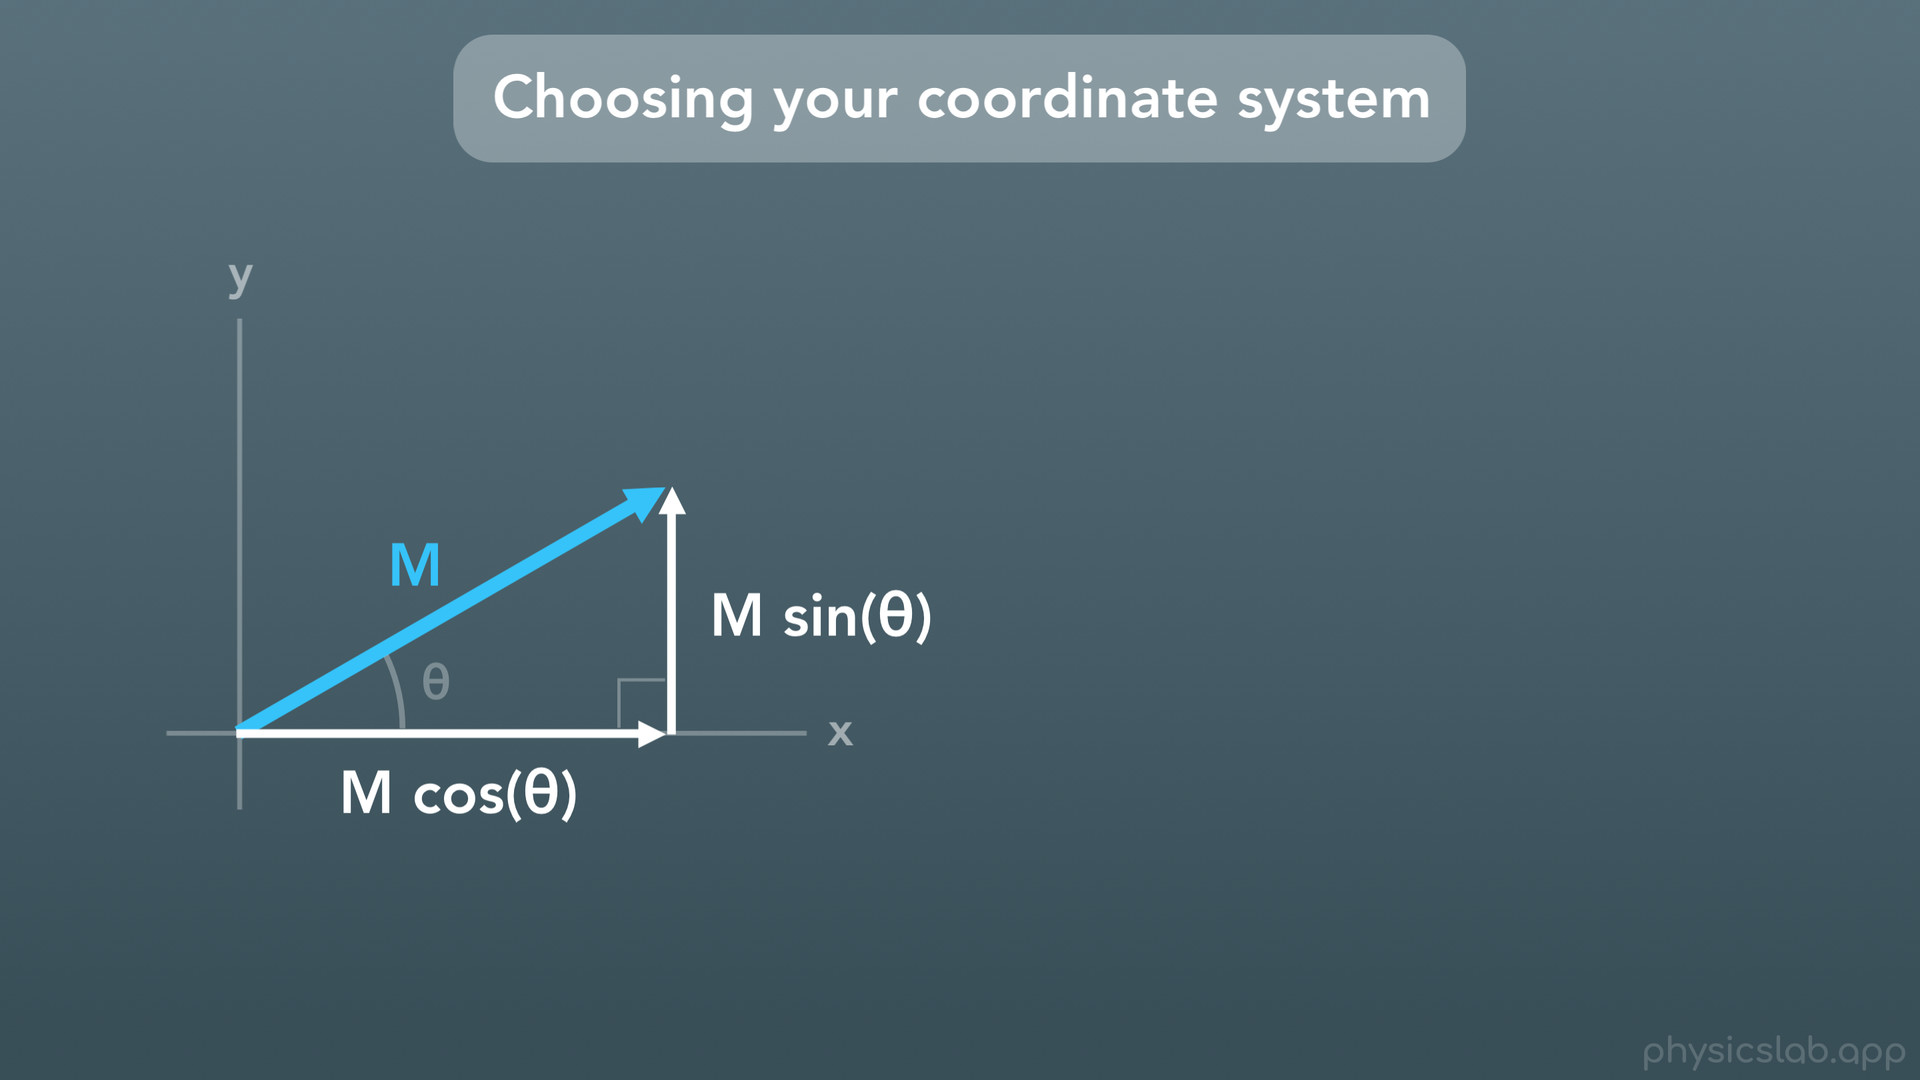 Choosing your coordinate system
y
M
θ
M sin(θ)
x
M cos(θ)
physicslab.app